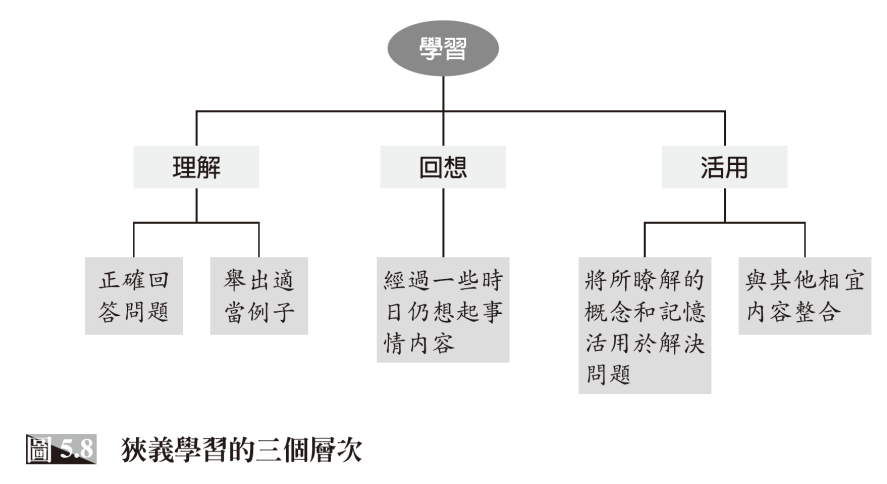 學習
理解
回想
活用
正確回
答問題
舉出適
當例子
經過一些時
日仍想起事
情內容
將所瞭解的
概念和記憶
活用於解決
問題
與其他相宜
內容整合
圖 5.8 狹義學習的三個層次